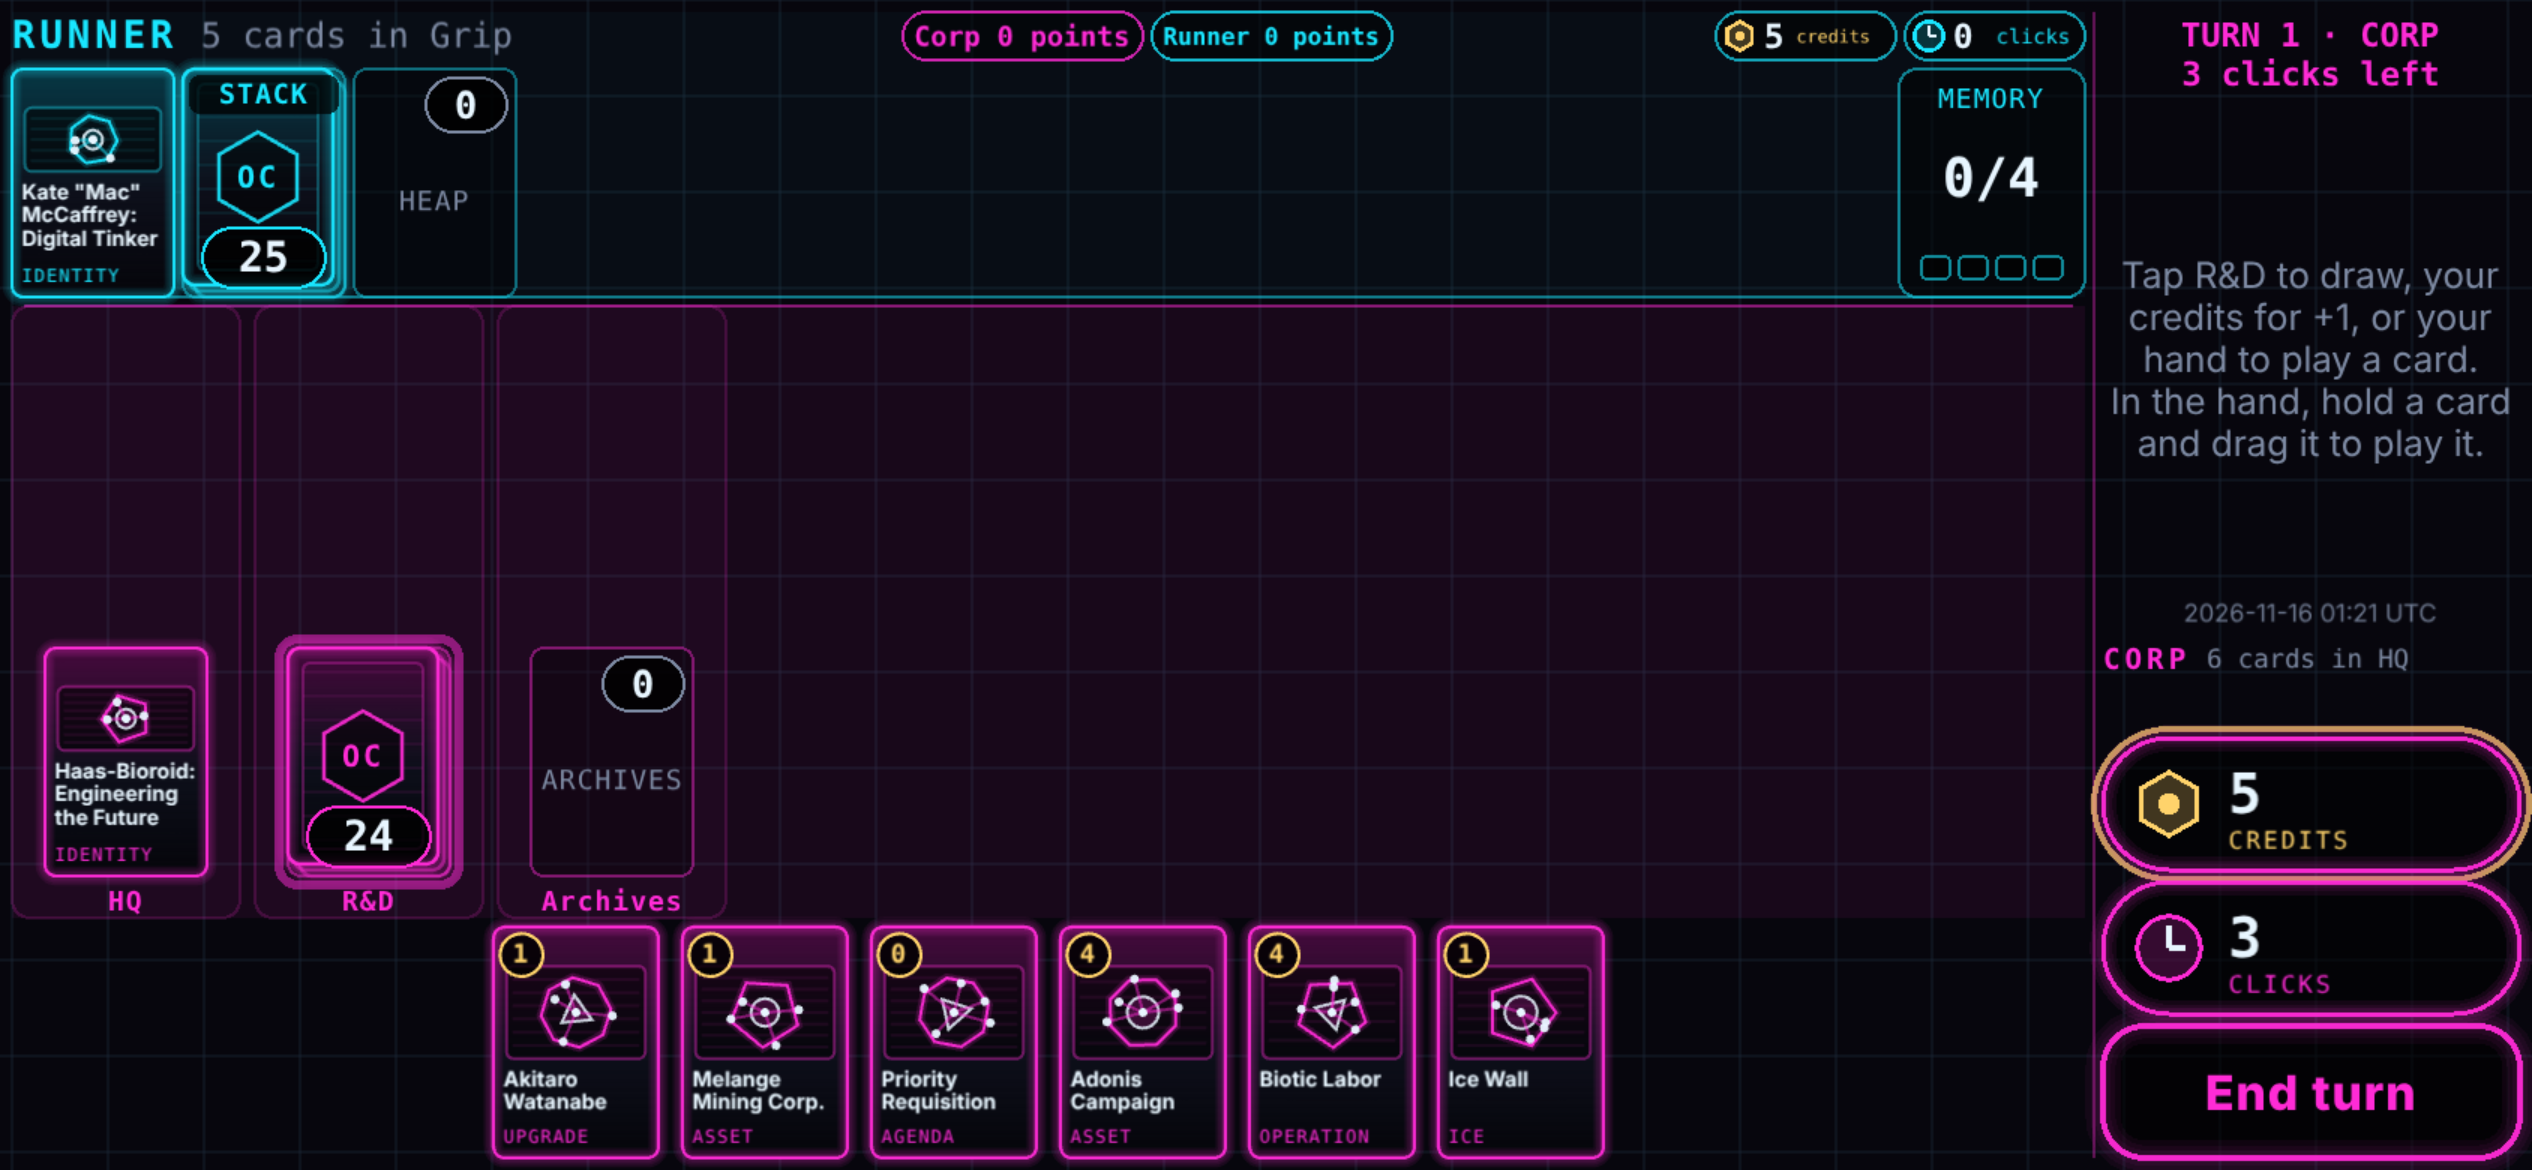 RUNNER 5 cards in Grip
Corp 0 points
Runner 0 points
5 credits
0 clicks
TURN 1 · CORP
3 clicks left
Kate "Mac"
McCaffrey:
Digital Tinker
IDENTITY
STACK
OC
25
0
HEAP
MEMORY
0/4
Tap R&D to draw, your
credits for +1, or your
hand to play a card.
In the hand, hold a card
and drag it to play it.
2026-11-16 01:21 UTC
CORP 6 cards in HQ
Haas-Bioroid:
Engineering
the Future
IDENTITY
HQ
OC
24
R&D
0
ARCHIVES
Archives
5
CREDITS
3
CLICKS
End turn
1
Akitaro
Watanabe
UPGRADE
1
Melange
Mining Corp.
ASSET
0
Priority
Requisition
AGENDA
4
Adonis
Campaign
ASSET
4
Biotic Labor
OPERATION
1
Ice Wall
ICE